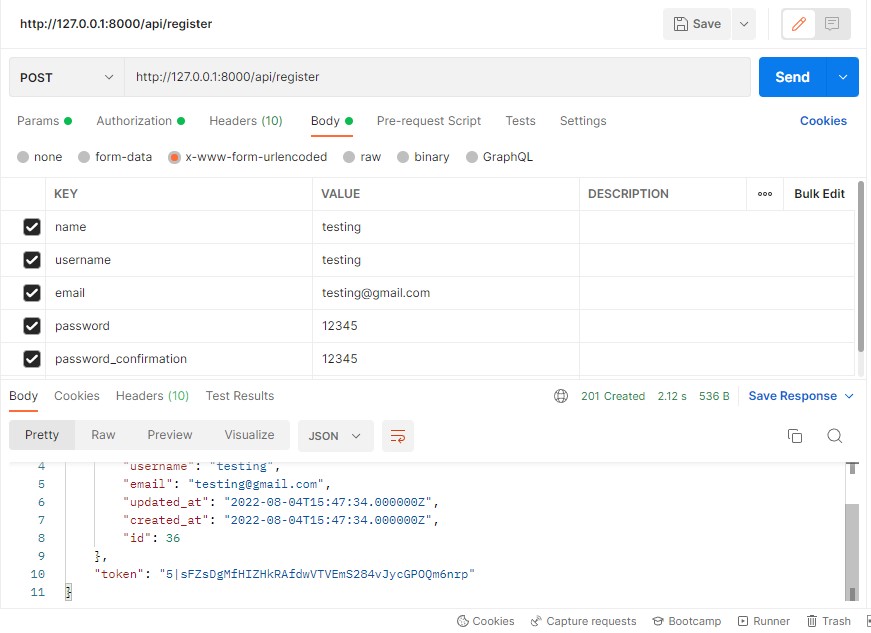 http://127.0.0.1:8000/api/register
Save
POST http://127.0.0.1:8000/api/register Send
Params Authorization Headers (10) Body Pre-request Script Tests Settings Cookies
none form-data x-www-form-urlencoded raw binary GraphQL
KEY VALUE DESCRIPTION Bulk Edit
name testing
username testing
email testing@gmail.com
password 12345
password_confirmation 12345
Body Cookies Headers (10) Test Results 201 Created 2.12 s 536 B Save Response
Pretty Raw Preview Visualize JSON
4 "username": "testing",
5 "email": "testing@gmail.com",
6 "updated_at": "2022-08-04T15:47:34.000000Z",
7 "created_at": "2022-08-04T15:47:34.000000Z",
8 "id": 36
9 },
10 "token": "5|sFZsDgMfHIZHkRAfdwVTVEmS284vJycGPOQm6nrp"
11 }
Cookies Capture requests Bootcamp Runner Trash